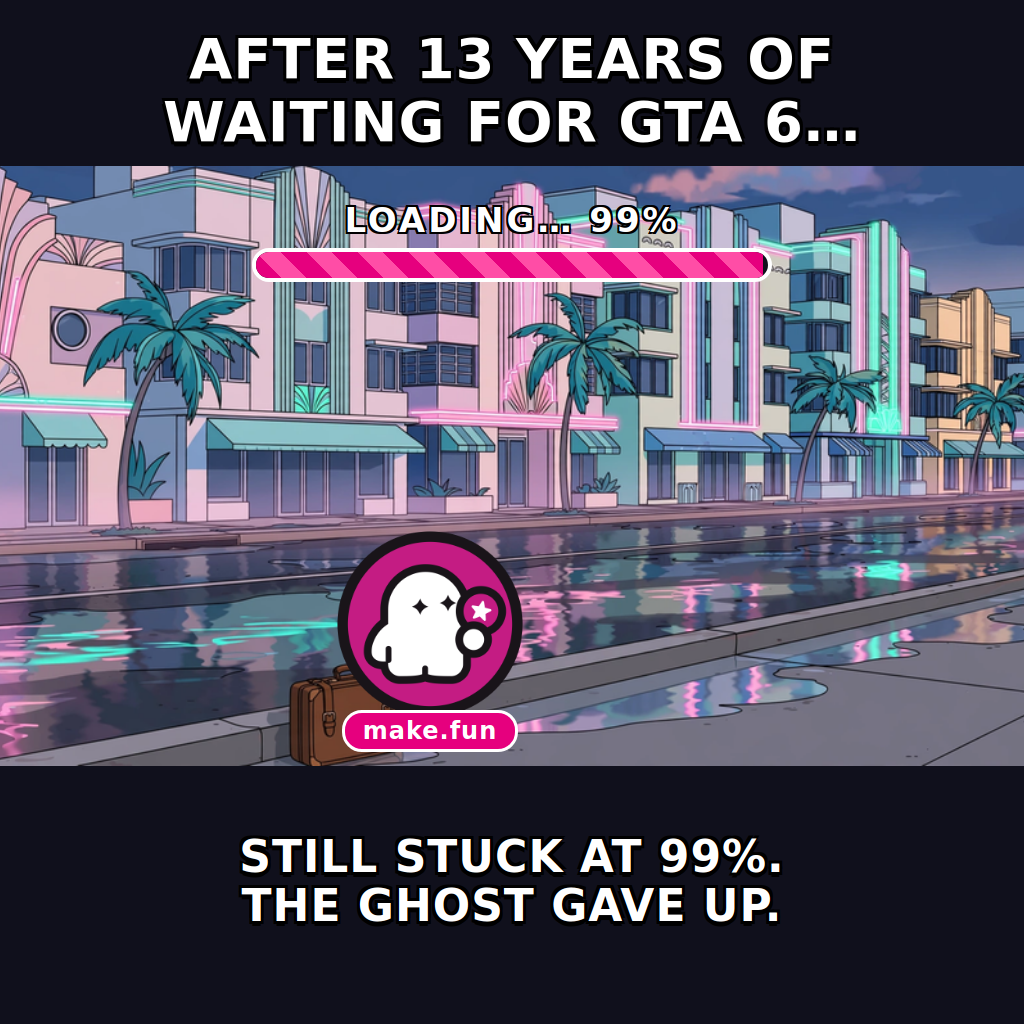 AFTER 13 YEARS OF
WAITING FOR GTA 6…
LOADING… 99%
make.fun
STILL STUCK AT 99%.
THE GHOST GAVE UP.